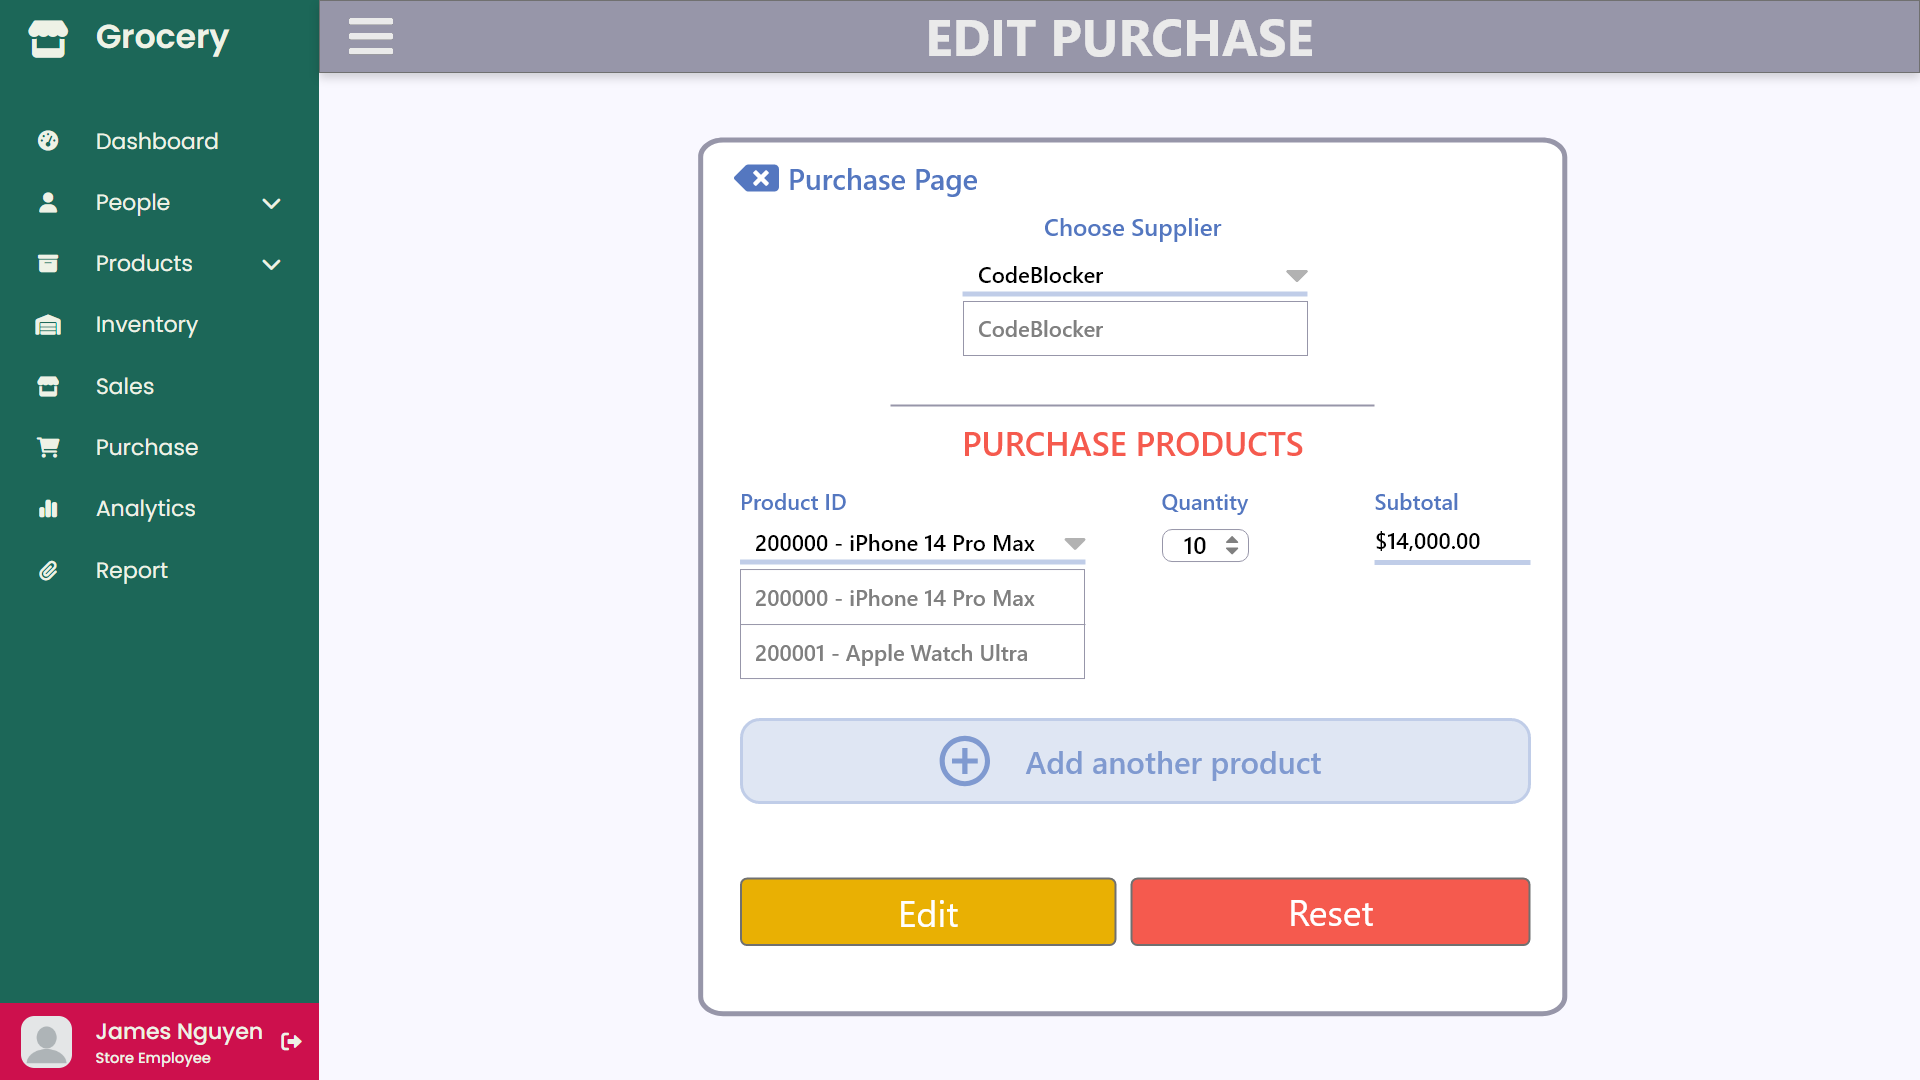 Grocery
EDIT PURCHASE
Dashboard
People
Products
Inventory
Sales
Purchase
Analytics
Report
James Nguyen
Store Employee
Purchase Page
Choose Supplier
CodeBlocker
CodeBlocker
PURCHASE PRODUCTS
Product ID Quantity Subtotal
200000 - iPhone 14 Pro Max 10 $14,000.00
200000 - iPhone 14 Pro Max
200001 - Apple Watch Ultra
Add another product
Edit Reset